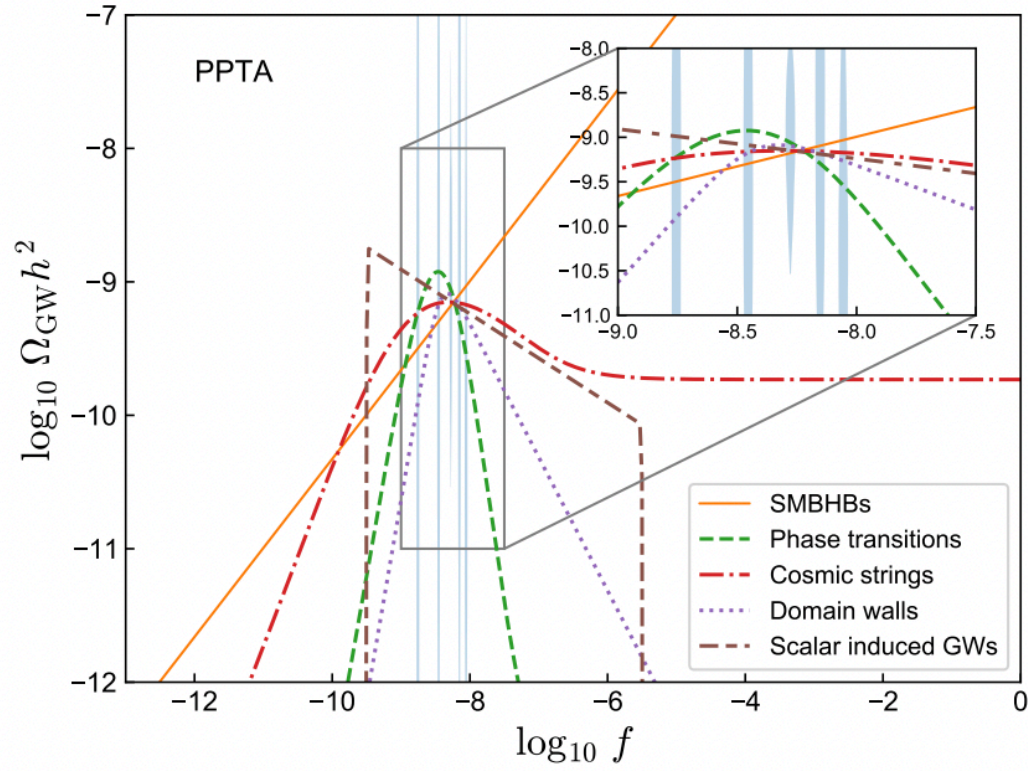 PPTA
−7
−8
−9
−10
−11
−12
log₁₀ Ω_GW h²
−12 −10 −8 −6 −4 −2 0
log₁₀ f
−8.0
−8.5
−9.0
−9.5
−10.0
−10.5
−11.0
−9.0 −8.5 −8.0 −7.5
SMBHBs
Phase transitions
Cosmic strings
Domain walls
Scalar induced GWs